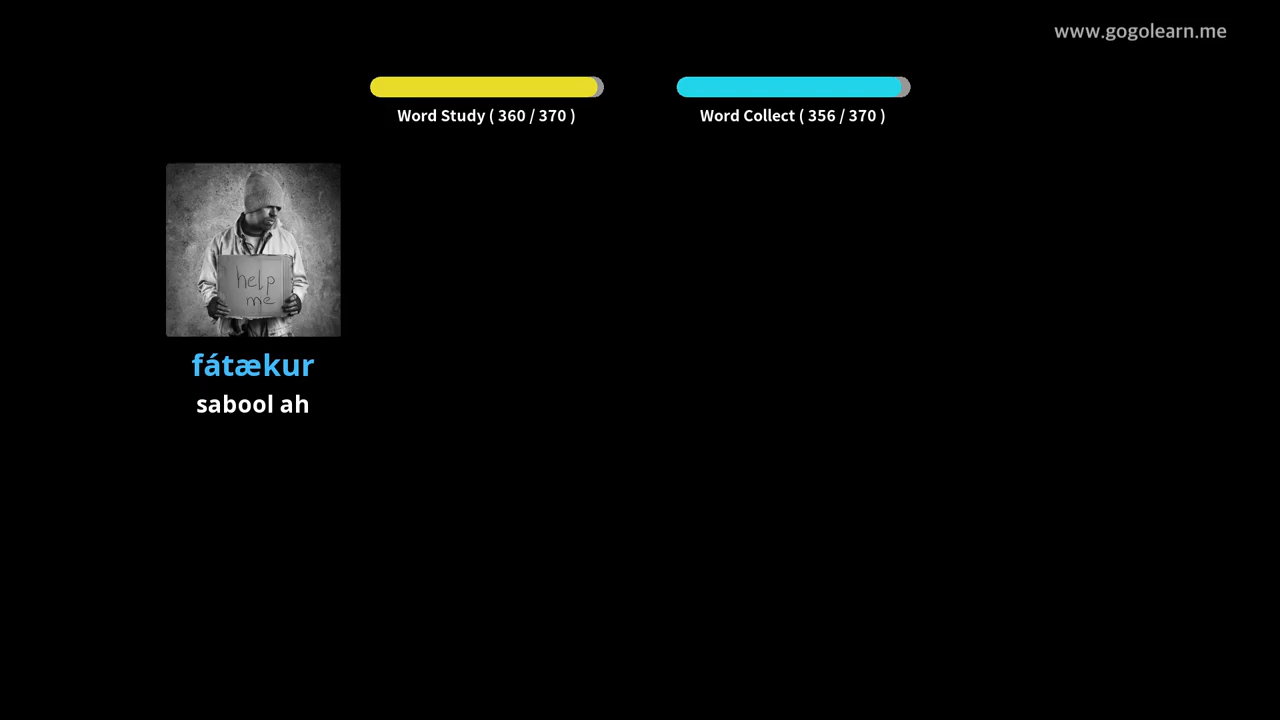 www.gogolearn.me
Word Study ( 360 / 370 )
Word Collect ( 356 / 370 )
help
me
fátækur
sabool ah